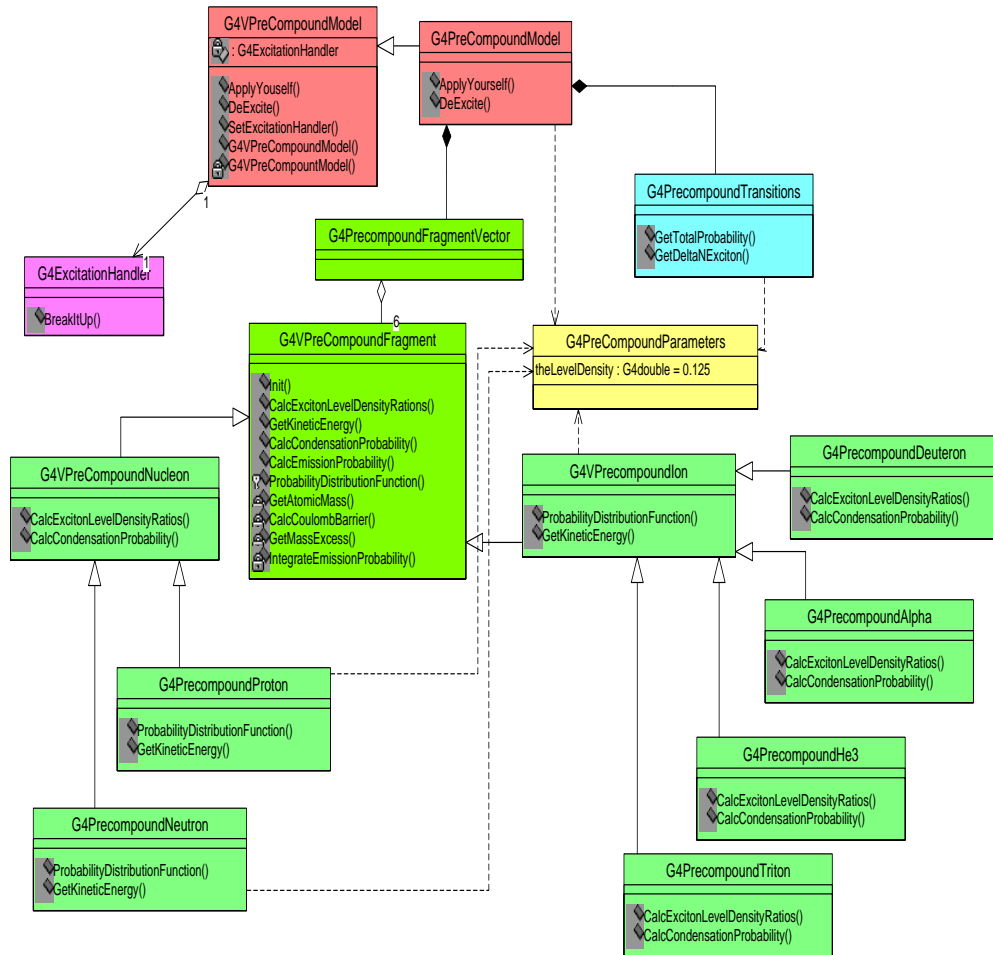 G4VPreCompoundModel
: G4ExcitationHandler
ApplyYouself()
DeExcite()
SetExcitationHandler()
G4VPreCompoundModel()
G4VPreCompountModel()
1
G4PreCompoundModel
ApplyYourself()
DeExcite()
G4PrecompoundTransitions
GetTotalProbability()
GetDeltaNExciton()
G4PrecompoundFragmentVector
6
1
G4ExcitationHandler
BreakItUp()
G4VPreCompoundFragment
Init()
CalcExcitonLevelDensityRations()
GetKineticEnergy()
CalcCondensationProbability()
CalcEmissionProbability()
ProbabilityDistributionFunction()
GetAtomicMass()
CalcCoulombBarrier()
GetMassExcess()
IntegrateEmissionProbability()
G4PreCompoundParameters
theLevelDensity : G4double = 0.125
G4VPreCompoundNucleon
CalcExcitonLevelDensityRatios()
CalcCondensationProbability()
G4VPrecompoundIon
ProbabilityDistributionFunction()
GetKineticEnergy()
G4PrecompoundDeuteron
CalcExcitonLevelDensityRatios()
CalcCondensationProbability()
G4PrecompoundAlpha
CalcExcitonLevelDensityRatios()
CalcCondensationProbability()
G4PrecompoundProton
ProbabilityDistributionFunction()
GetKineticEnergy()
G4PrecompoundHe3
CalcExcitonLevelDensityRatios()
CalcCondensationProbability()
G4PrecompoundNeutron
ProbabilityDistributionFunction()
GetKineticEnergy()
G4PrecompoundTriton
CalcExcitonLevelDensityRatios()
CalcCondensationProbability()